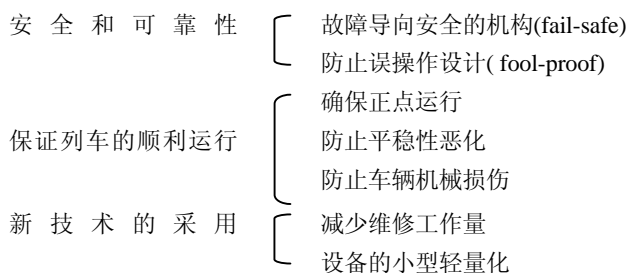 安全和可靠性 故障导向安全的机构(fail-safe)
防止误操作设计( fool-proof)
确保正点运行
保证列车的顺利运行 防止平稳性恶化
防止车辆机械损伤
新技术的采用 减少维修工作量
设备的小型轻量化